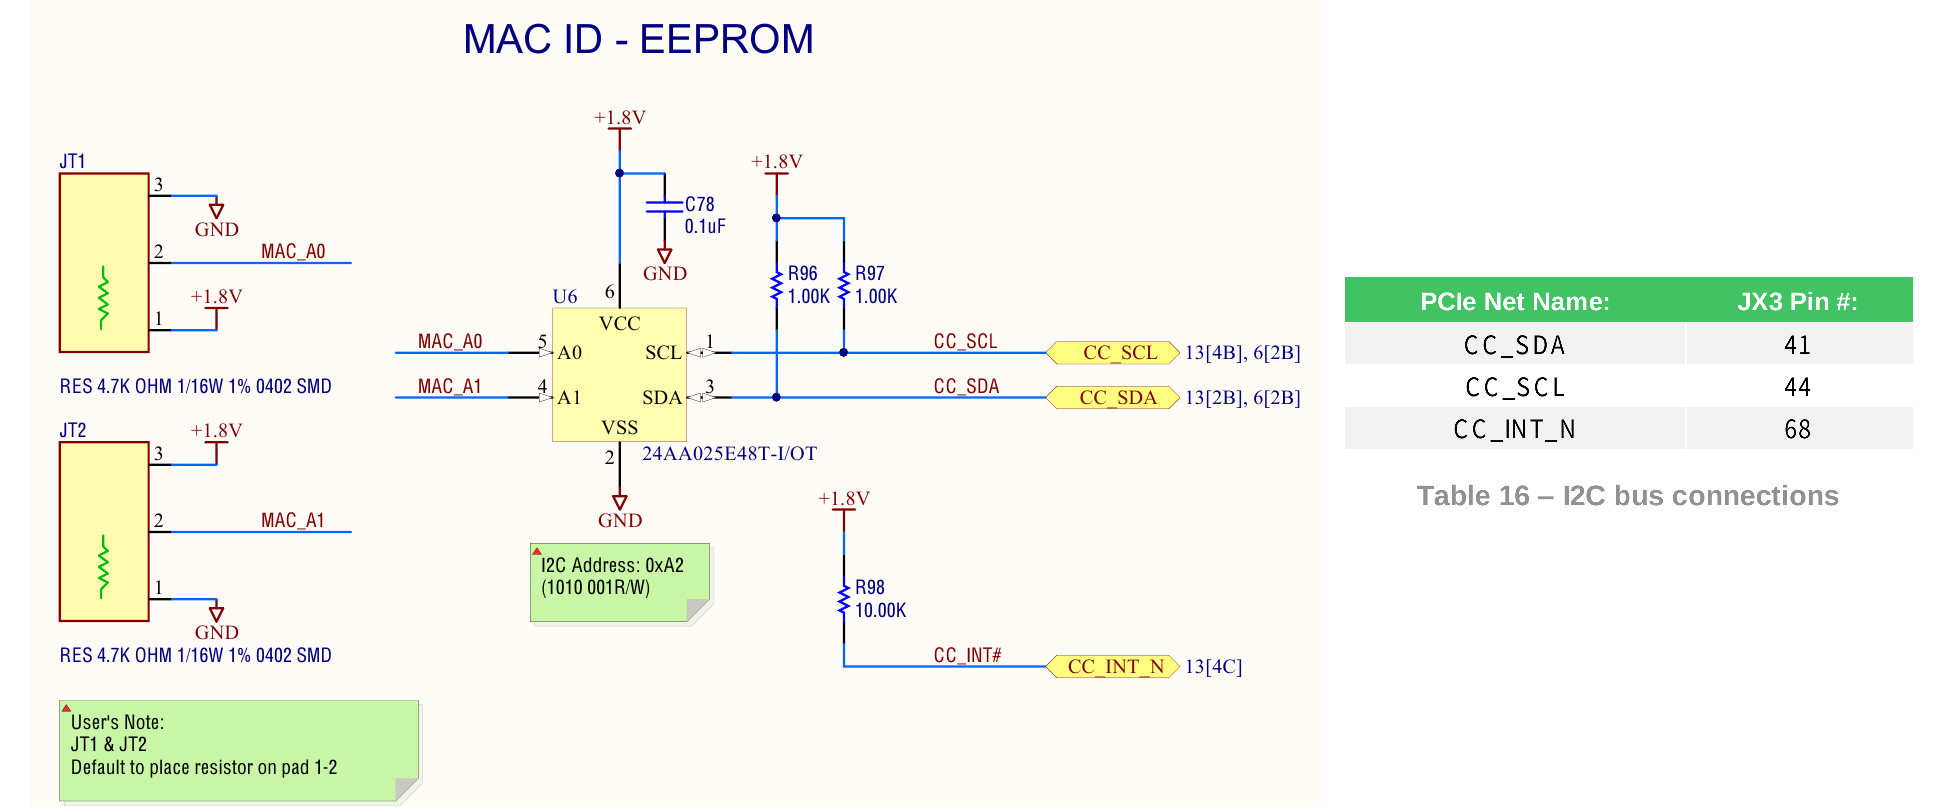 MAC ID - EEPROM
JT1
3
GND
2
MAC_A0
+1.8V
1
RES 4.7K OHM 1/16W 1% 0402 SMD
JT2
+1.8V
3
2
MAC_A1
1
GND
RES 4.7K OHM 1/16W 1% 0402 SMD
User's Note:
JT1 & JT2
Default to place resistor on pad 1-2
+1.8V
C78
0.1uF
GND
+1.8V
R96
1.00K
R97
1.00K
U6
6
VCC
MAC_A0
5
A0
SCL
1
CC_SCL
CC_SCL
13[4B], 6[2B]
MAC_A1
4
A1
SDA
3
CC_SDA
CC_SDA
13[2B], 6[2B]
VSS
2
24AA025E48T-I/OT
GND
I2C Address: 0xA2
(1010 001R/W)
+1.8V
R98
10.00K
CC_INT#
CC_INT_N
13[4C]
PCIe Net Name: JX3 Pin #:
CC_SDA 41
CC_SCL 44
CC_INT_N 68
Table 16 – I2C bus connections